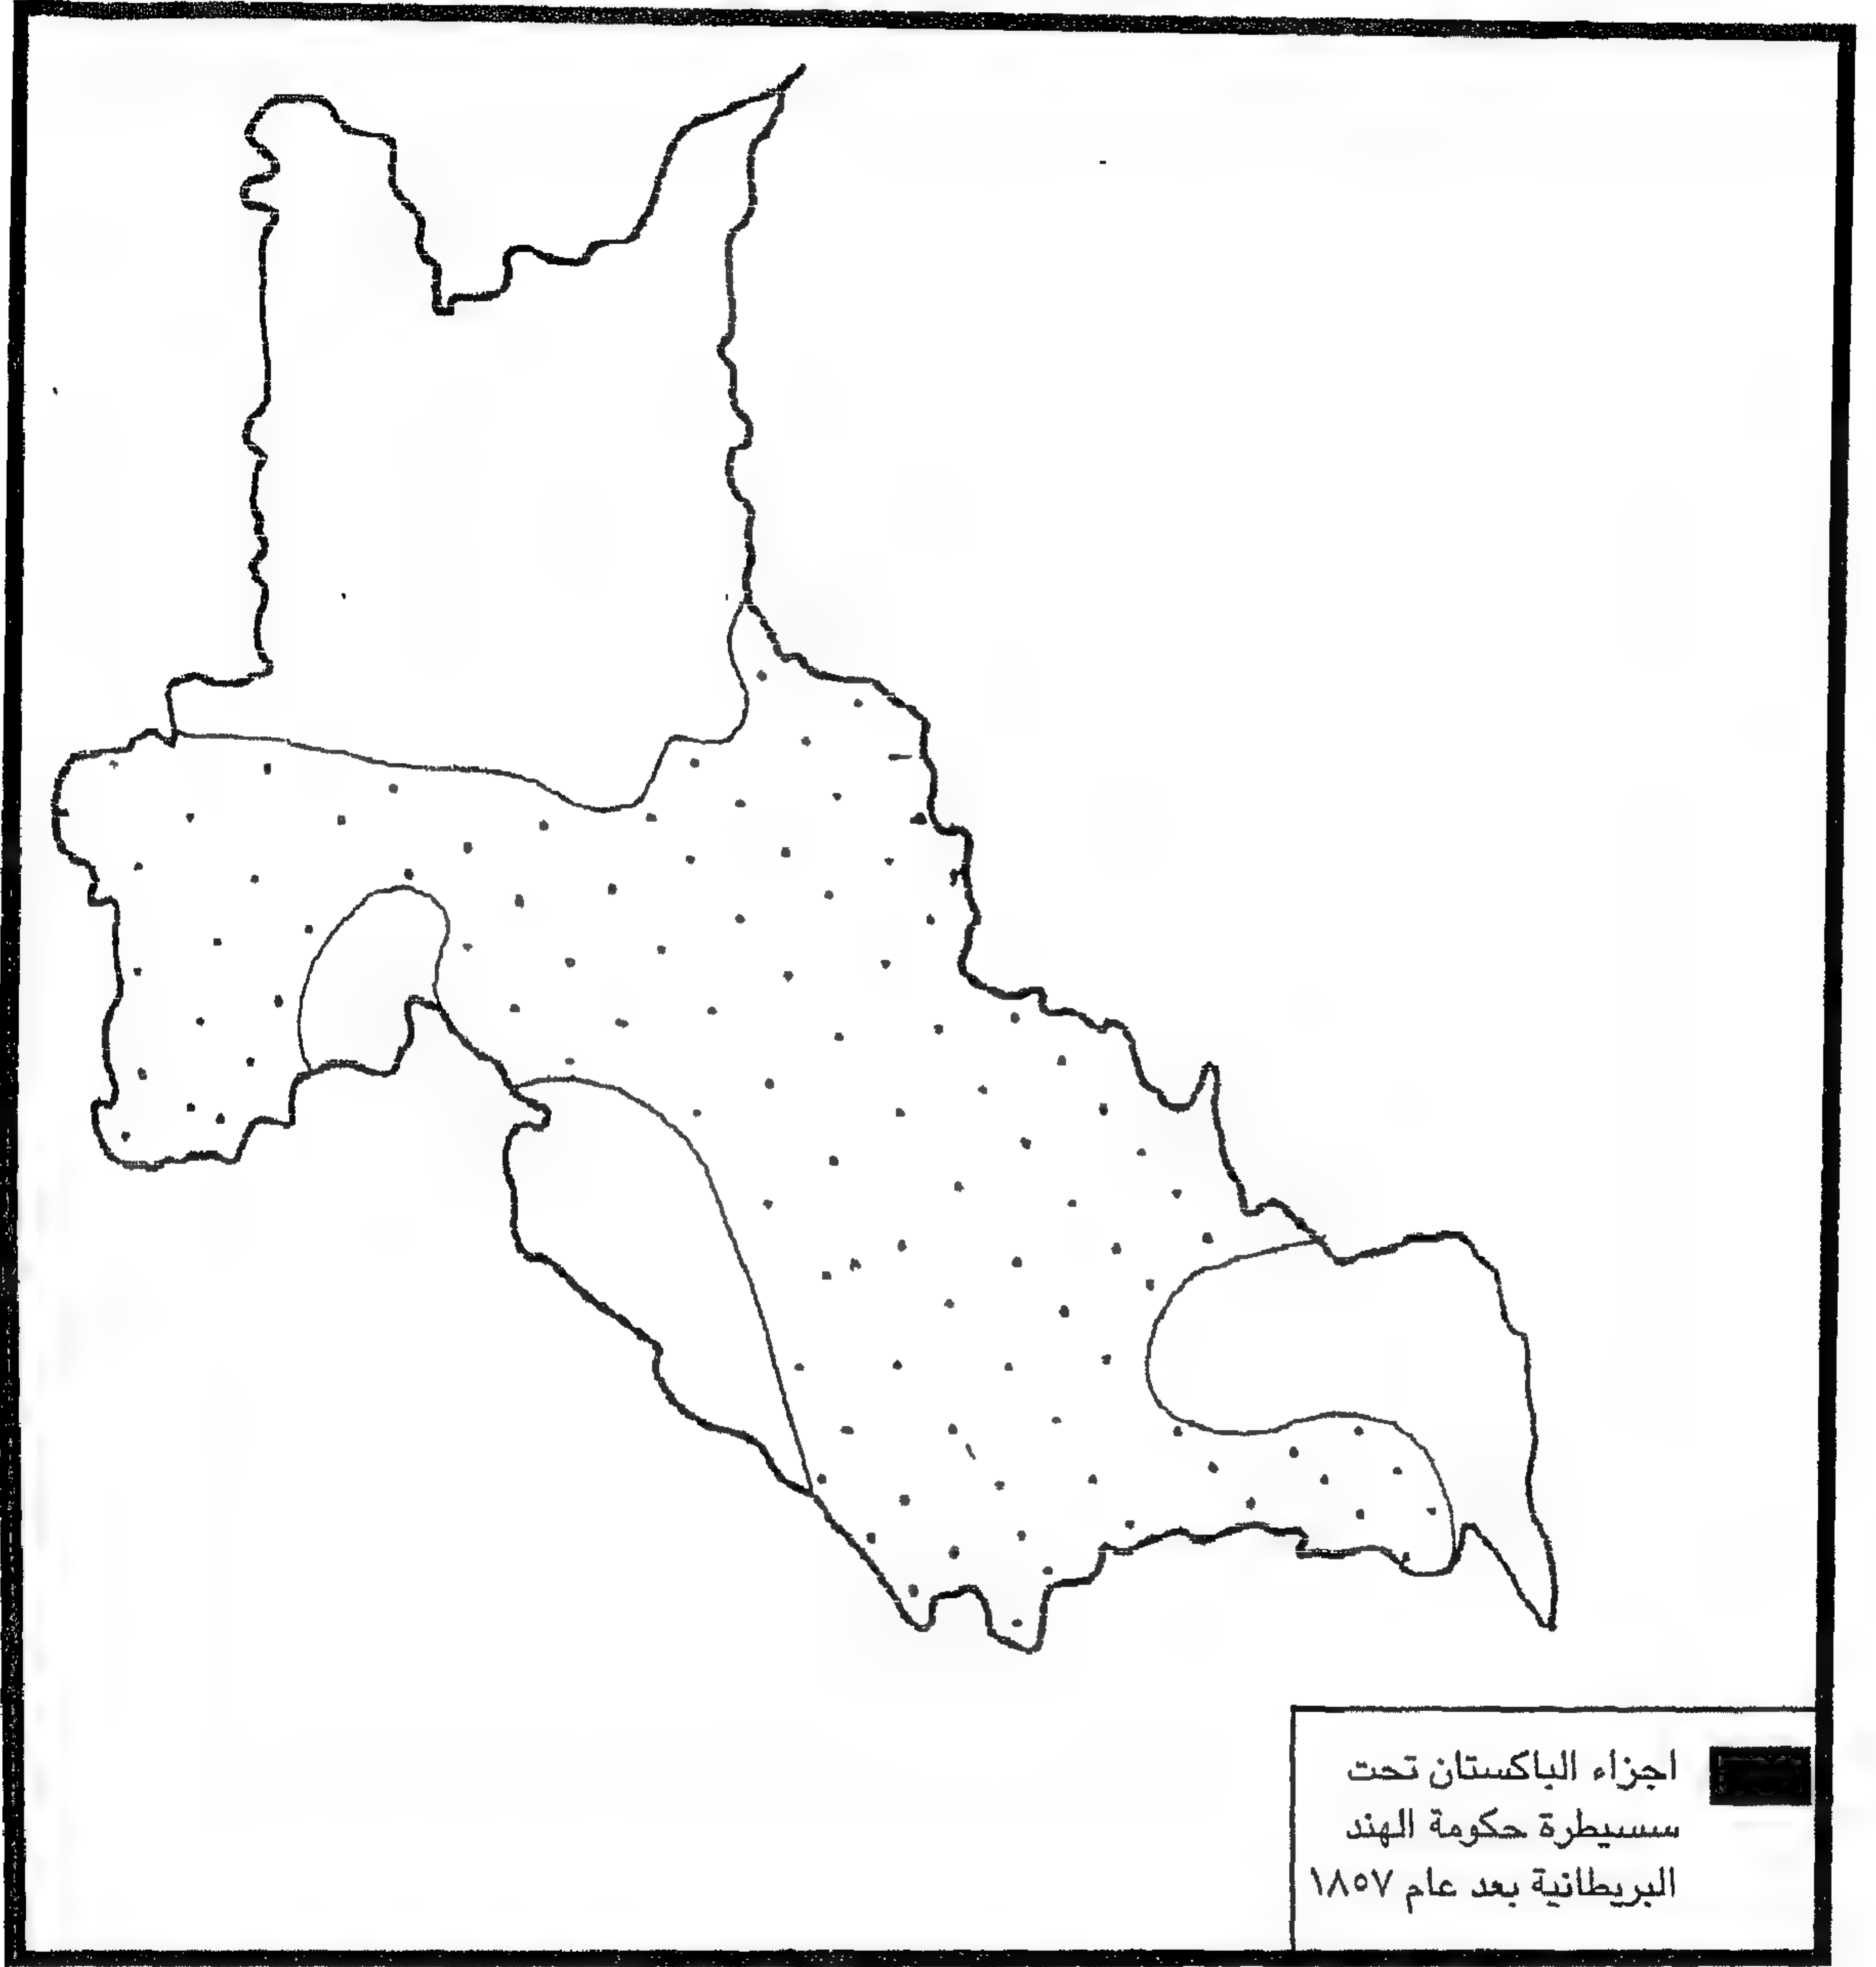 اجزاء الباكستان تحت
سسيطرة حكومة الهند
البريطانية بعد عام ١٨٥٧